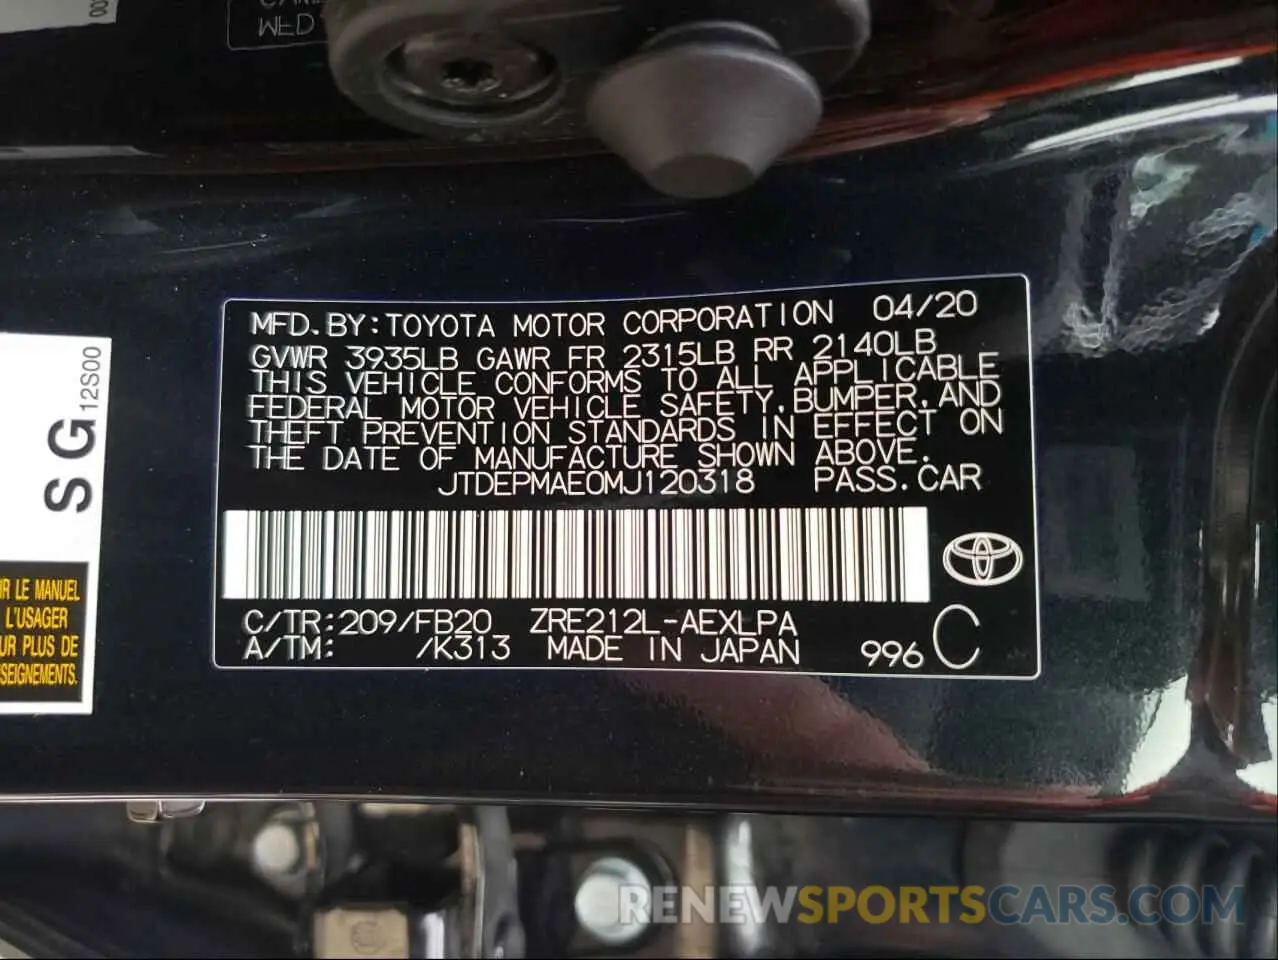 WED
MFD.BY:TOYOTA MOTOR CORPORATION 04/20
GVWR 3935LB GAWR FR 2315LB RR 2140LB
THIS VEHICLE CONFORMS TO ALL APPLICABLE
FEDERAL MOTOR VEHICLE SAFETY, BUMPER, AND
THEFT PREVENTION STANDARDS IN EFFECT ON
THE DATE OF MANUFACTURE SHOWN ABOVE.
JTDEPMAE0MJ120318 PASS.CAR
C/TR:209/FB20 ZRE212L-AEXLPA
A/TM: /K313 MADE IN JAPAN 996 C
S G 12S00
LE MANUEL
L'USAGER
PLUS DE
RENEWSPORTSCARS.COM